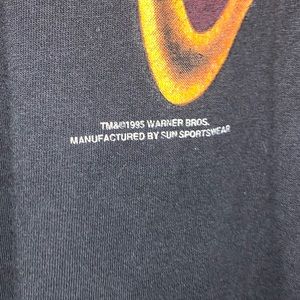 TM&©1995 WARNER BROS.
MANUFACTURED BY SUN SPORTSWEAR